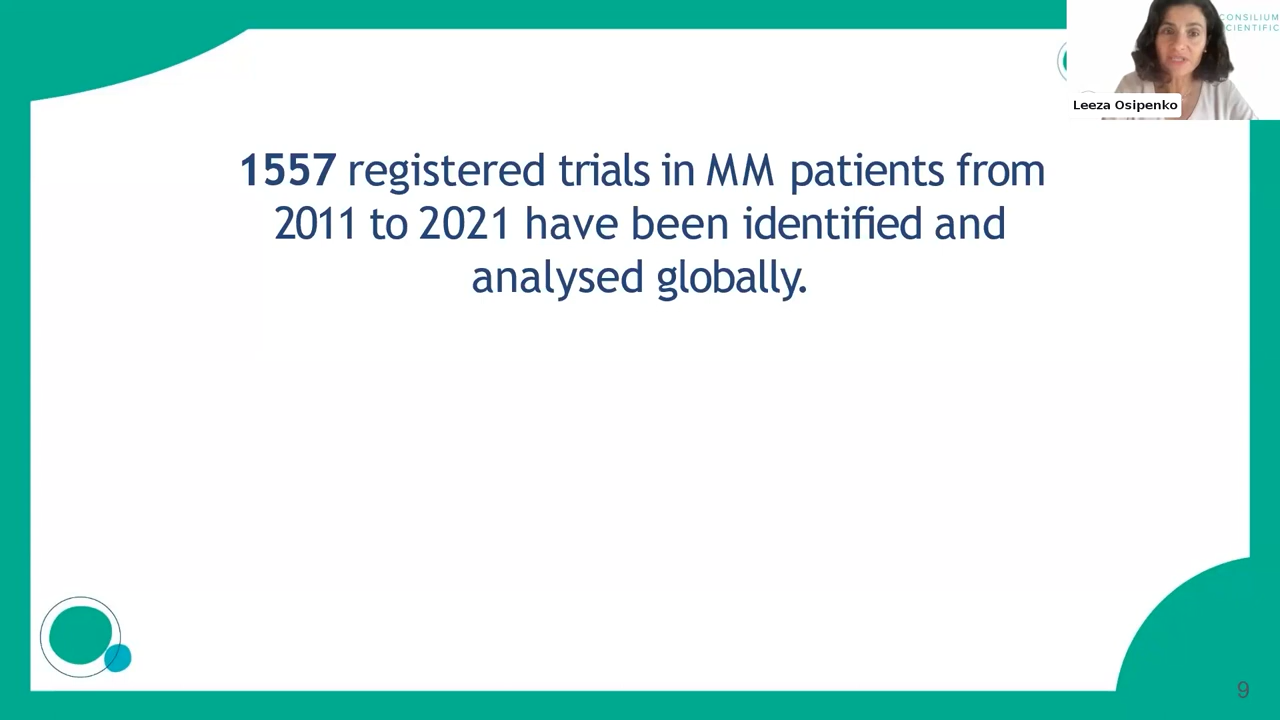 CONSILIUM
CIENTIFIC
Leeza Osipenko
1557 registered trials in MM patients from
2011 to 2021 have been identified and
analysed globally.
9